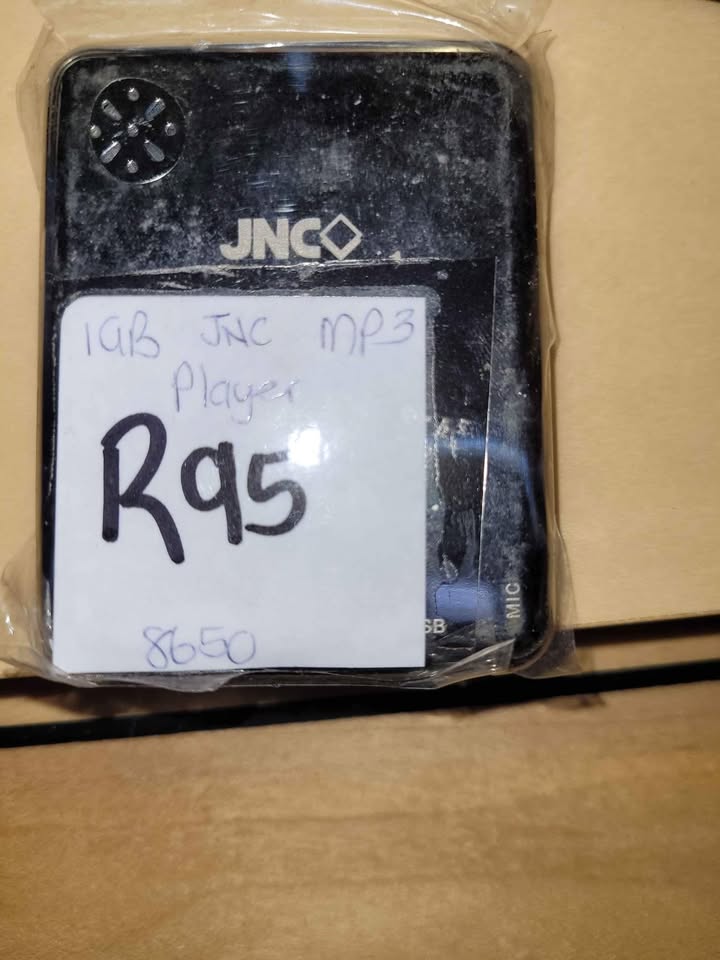 JNC
1GB JNC MP3
Player
R95
8650
SB
MIC